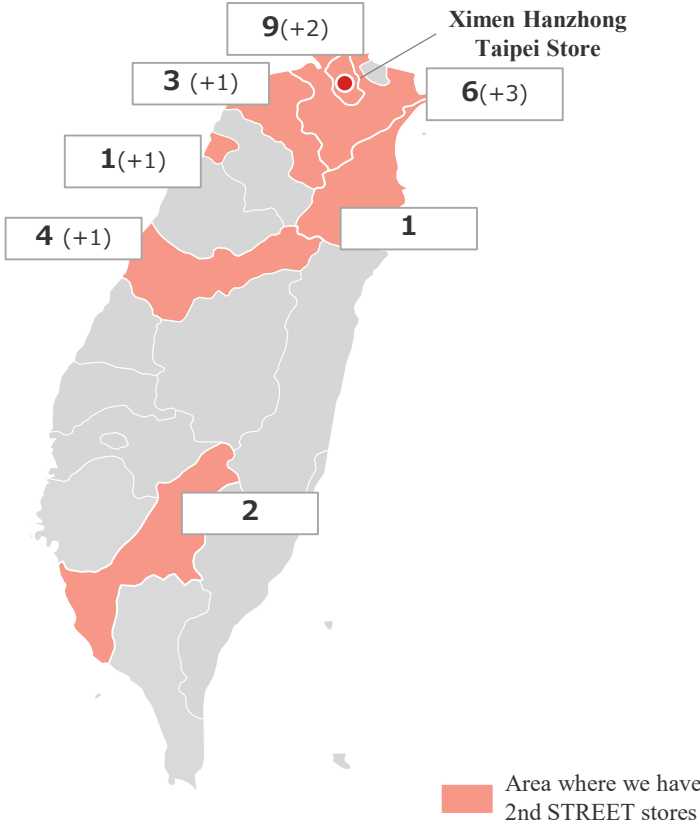 9(+2)
Ximen Hanzhong
Taipei Store
3 (+1)
6(+3)
1(+1)
1
4 (+1)
2
Area where we have
2nd STREET stores